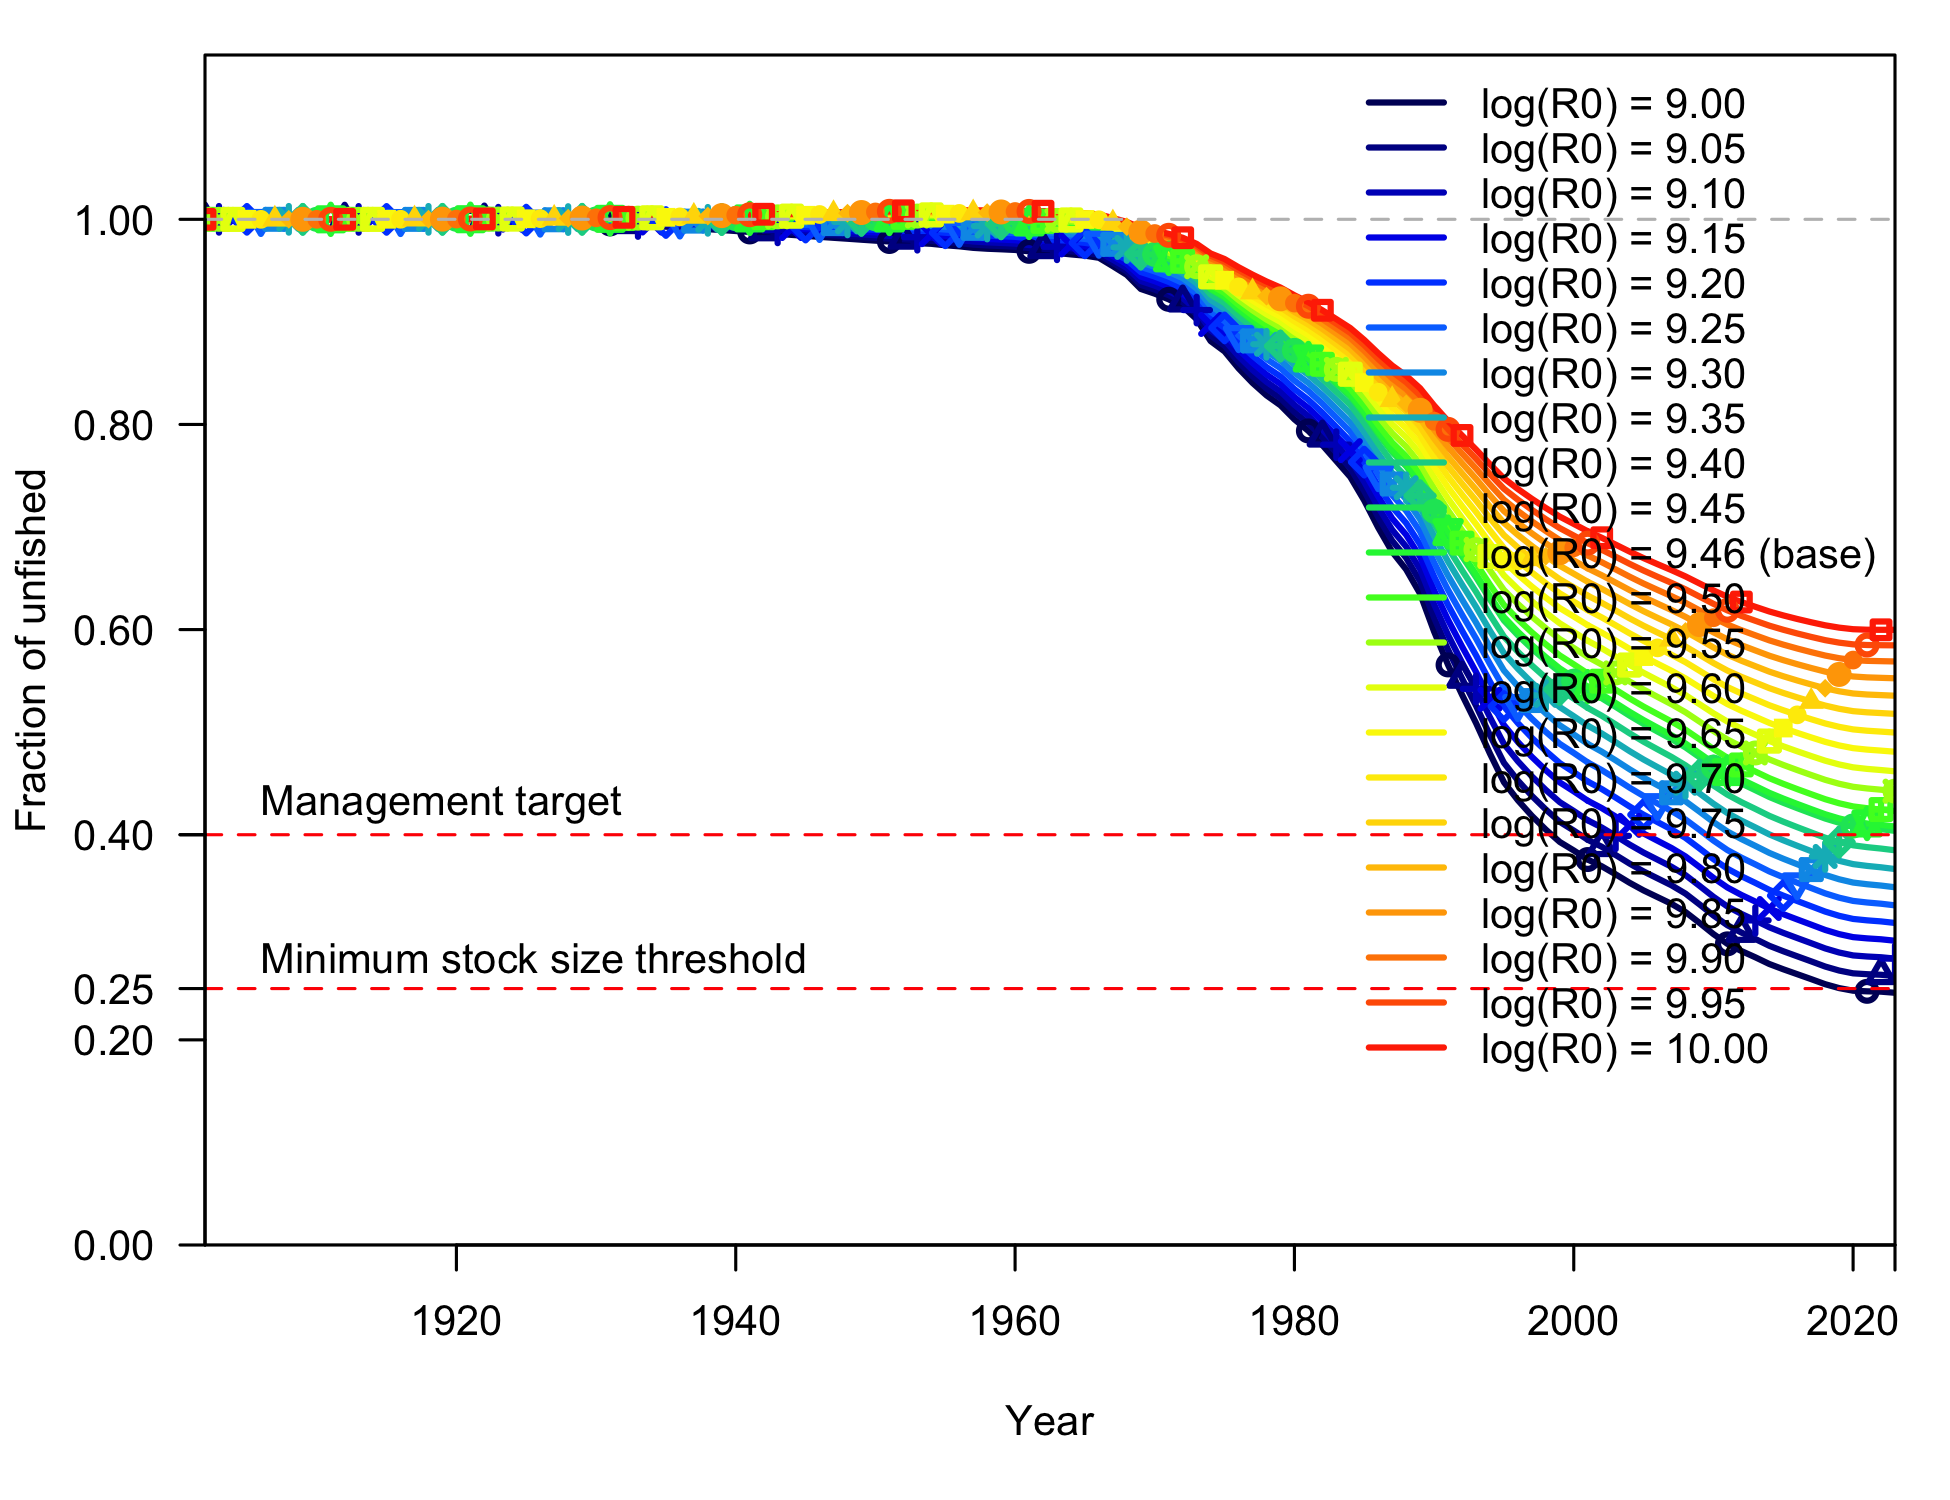 log(R0) = 9.00
log(R0) = 9.05
log(R0) = 9.10
log(R0) = 9.15
log(R0) = 9.20
log(R0) = 9.25
log(R0) = 9.30
log(R0) = 9.35
log(R0) = 9.40
log(R0) = 9.45
log(R0) = 9.46 (base)
log(R0) = 9.50
log(R0) = 9.55
log(R0) = 9.60
log(R0) = 9.65
log(R0) = 9.70
log(R0) = 9.75
log(R0) = 9.80
log(R0) = 9.85
log(R0) = 9.90
log(R0) = 9.95
log(R0) = 10.00
1.00
0.80
0.60
0.40
0.25
0.20
0.00
Fraction of unfished
Management target
Minimum stock size threshold
1920 1940 1960 1980 2000 2020
Year